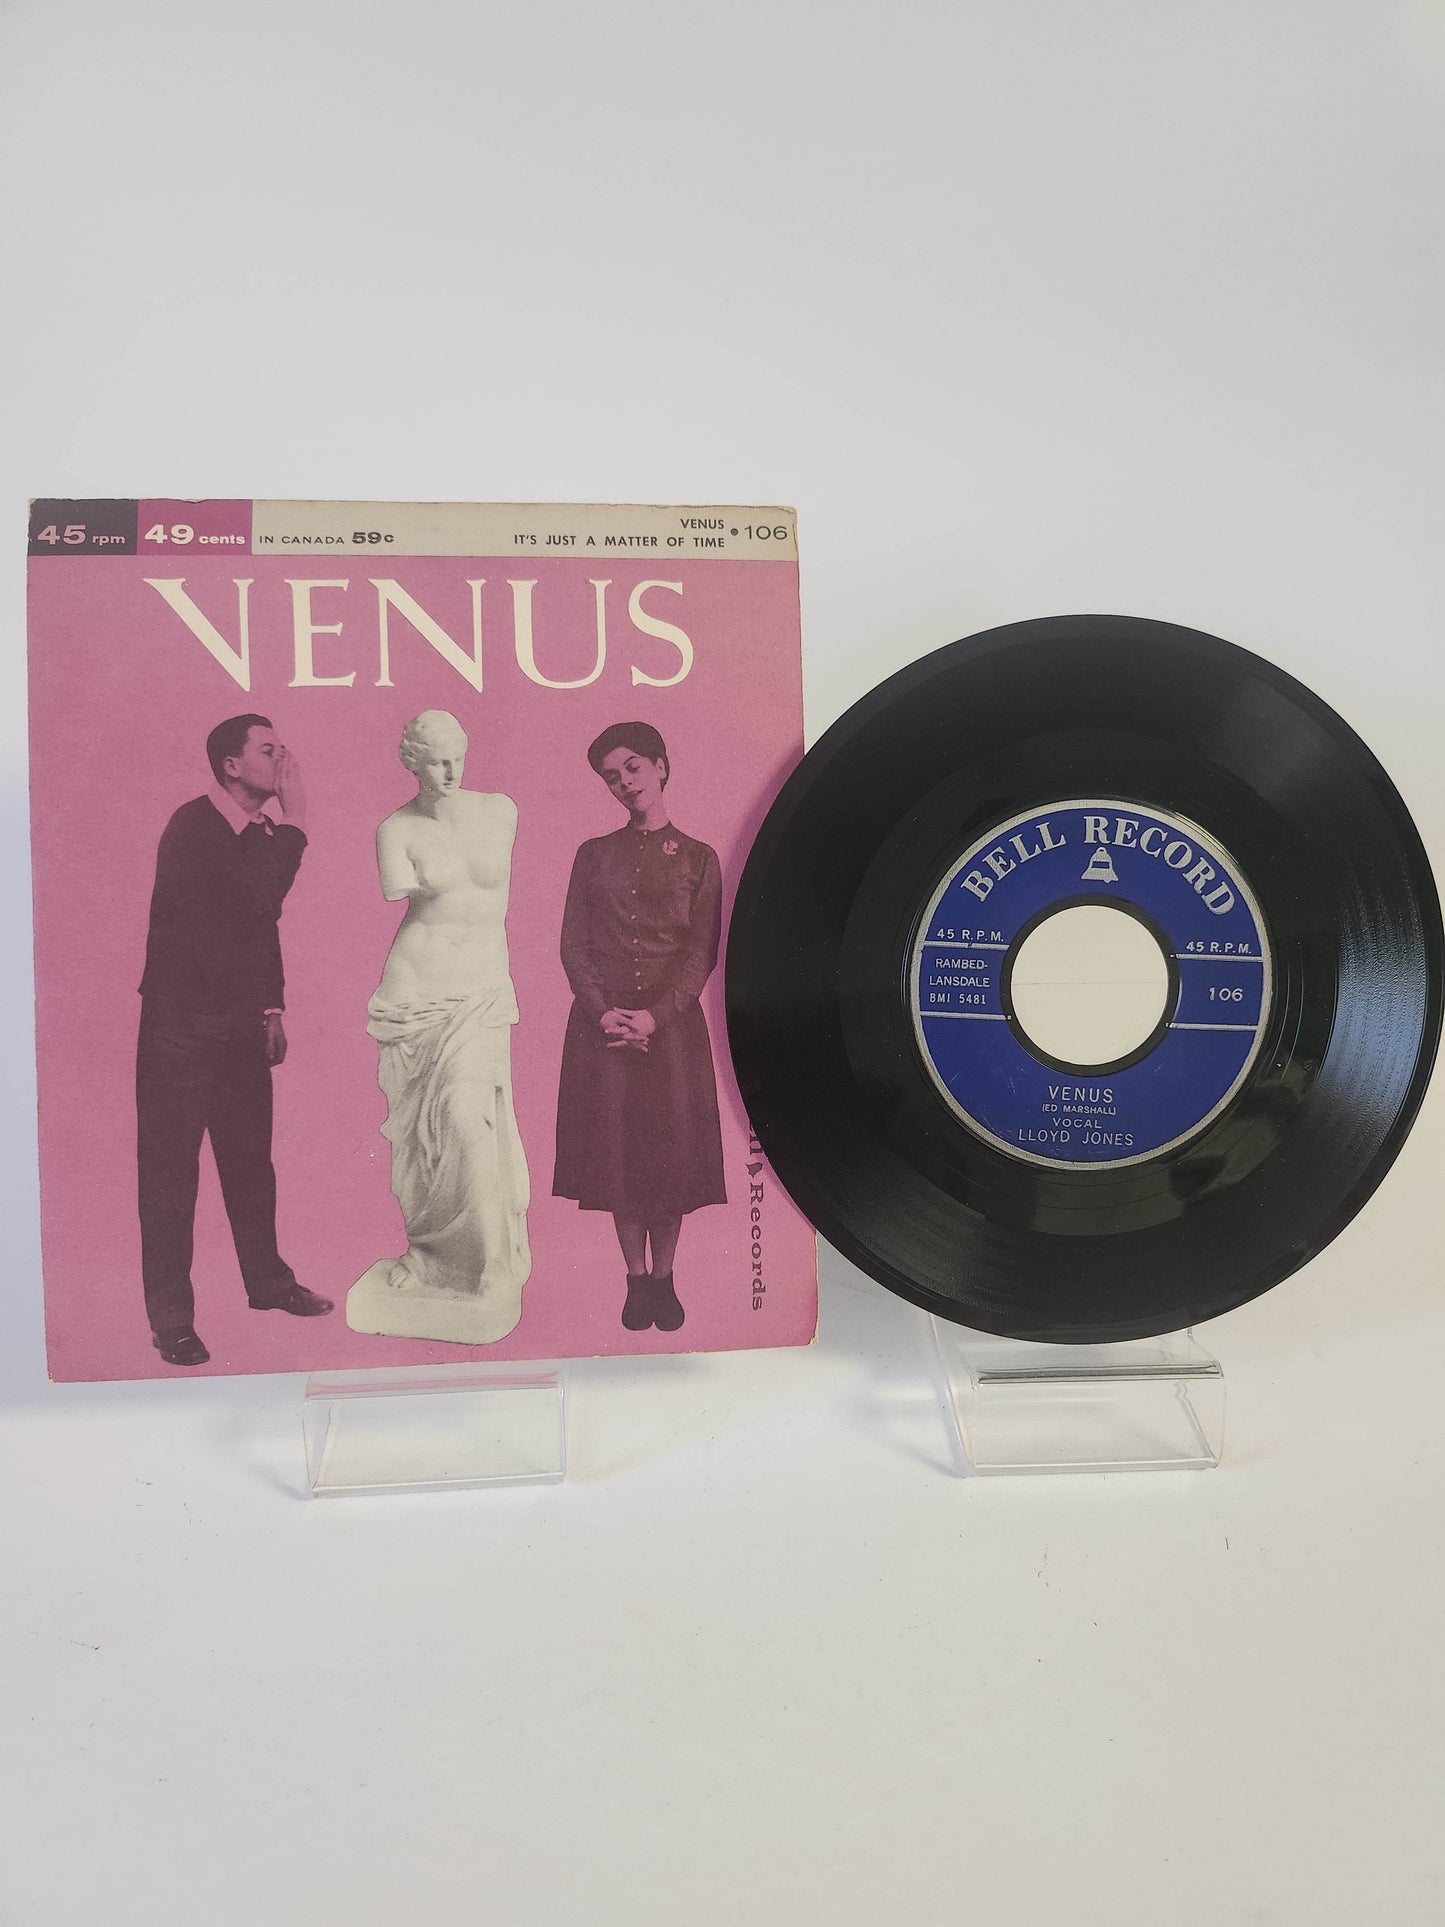 45 rpm 49 cents IN CANADA 59c
VENUS
IT'S JUST A MATTER OF TIME • 106
VENUS
Records
BELL RECORD
45 R.P.M. 45 R.P.M.
RAMBED-
LANSDALE
BMI 5481
106
VENUS
(ED MARSHALL)
VOCAL
LLOYD JONES